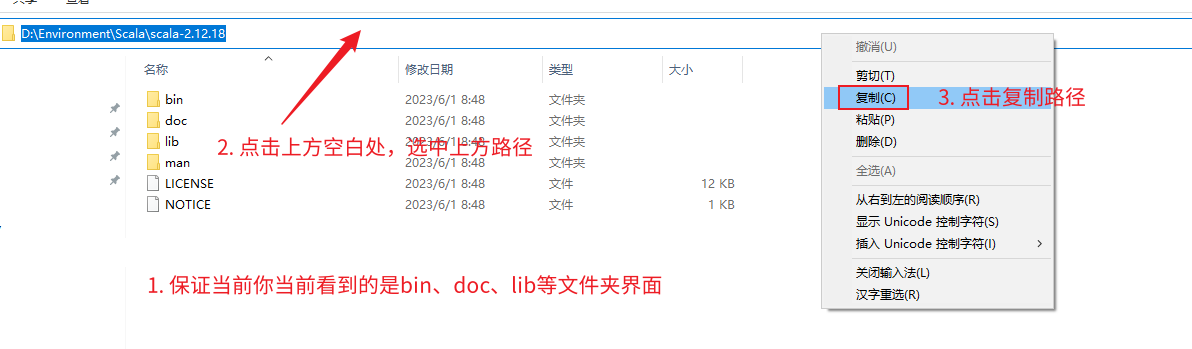 D:\Environment\Scala\scala-2.12.18
名称 修改日期 类型 大小
bin 2023/6/1 8:48 文件夹
doc 2023/6/1 8:48 文件夹
lib 2023/6/1 8:48 文件夹
man 2023/6/1 8:48 文件夹
LICENSE 2023/6/1 8:48 文件 12 KB
NOTICE 2023/6/1 8:48 文件 1 KB
2. 点击上方空白处，选中上方路径
1. 保证当前你当前看到的是bin、doc、lib等文件夹界面
撤消(U)
剪切(T)
复制(C)
3. 点击复制路径
粘贴(P)
删除(D)
全选(A)
从右到左的阅读顺序(R)
显示 Unicode 控制字符(S)
插入 Unicode 控制字符(I)
关闭输入法(L)
汉字重选(R)